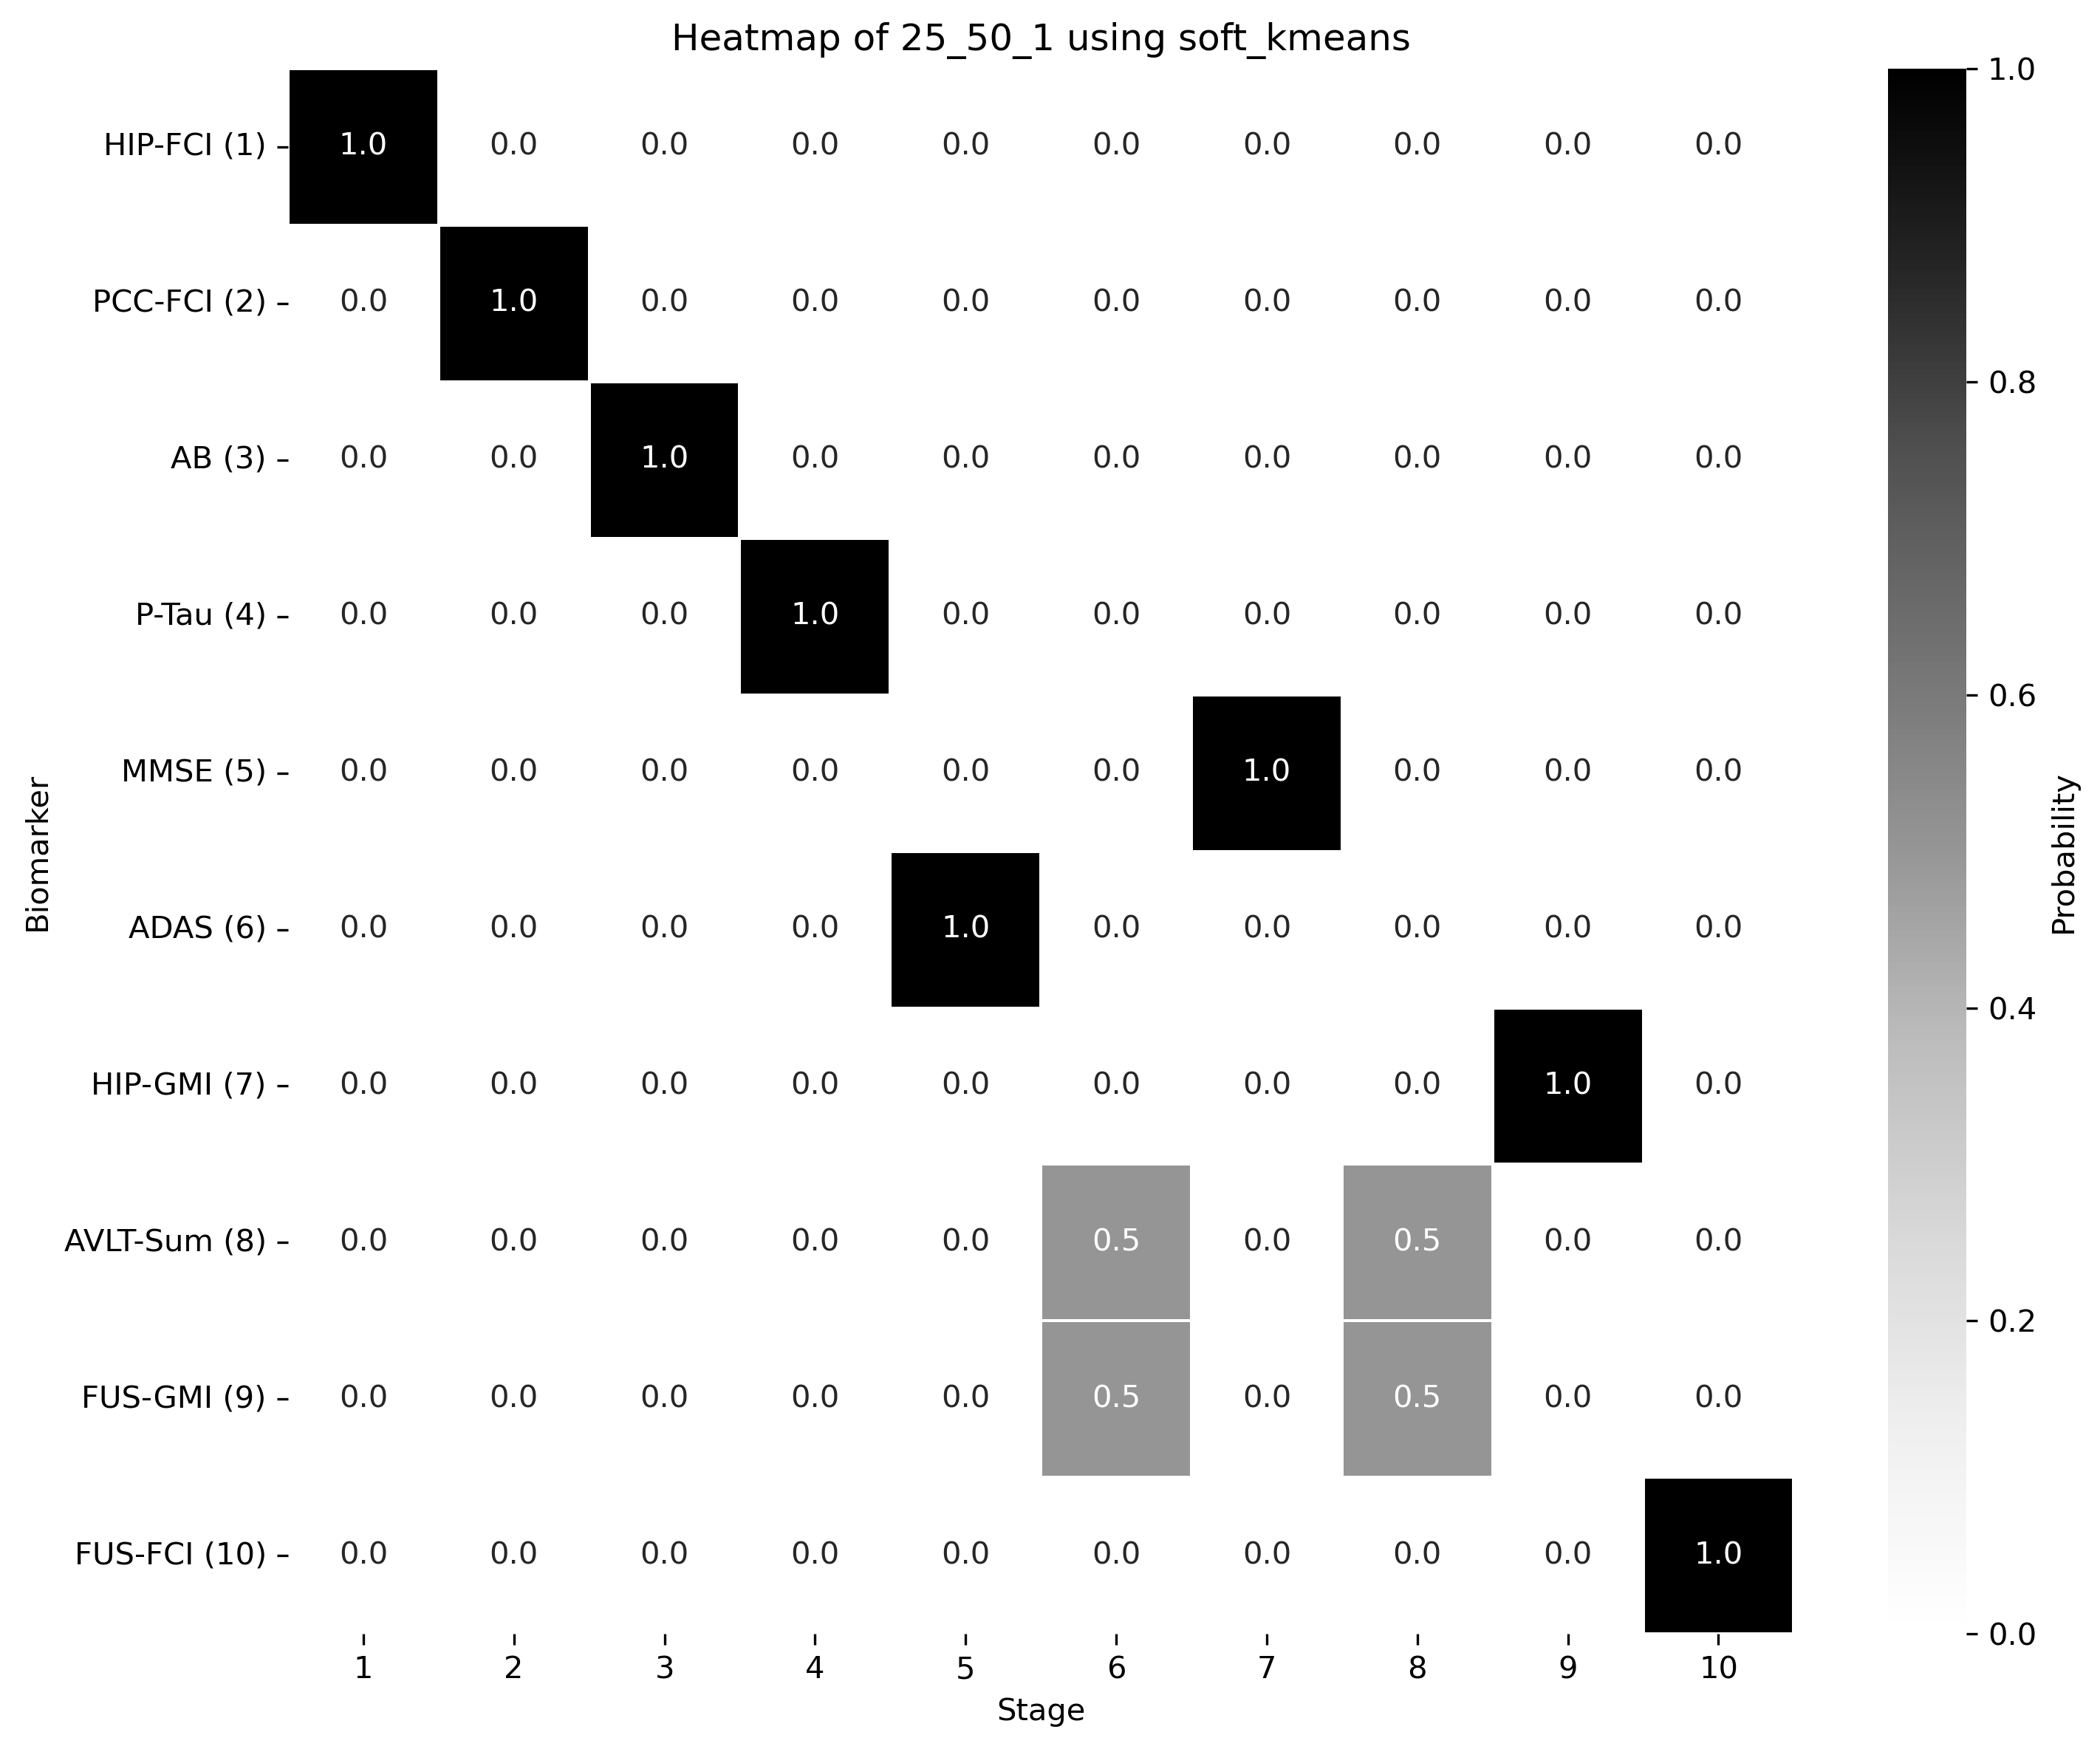 Heatmap of 25_50_1 using soft_kmeans
HIP-FCI (1) 1.0 0.0 0.0 0.0 0.0 0.0 0.0 0.0 0.0 0.0
PCC-FCI (2) 0.0 1.0 0.0 0.0 0.0 0.0 0.0 0.0 0.0 0.0
AB (3) 0.0 0.0 1.0 0.0 0.0 0.0 0.0 0.0 0.0 0.0
P-Tau (4) 0.0 0.0 0.0 1.0 0.0 0.0 0.0 0.0 0.0 0.0
MMSE (5) 0.0 0.0 0.0 0.0 0.0 0.0 1.0 0.0 0.0 0.0
ADAS (6) 0.0 0.0 0.0 0.0 1.0 0.0 0.0 0.0 0.0 0.0
HIP-GMI (7) 0.0 0.0 0.0 0.0 0.0 0.0 0.0 0.0 1.0 0.0
AVLT-Sum (8) 0.0 0.0 0.0 0.0 0.0 0.5 0.0 0.5 0.0 0.0
FUS-GMI (9) 0.0 0.0 0.0 0.0 0.0 0.5 0.0 0.5 0.0 0.0
FUS-FCI (10) 0.0 0.0 0.0 0.0 0.0 0.0 0.0 0.0 0.0 1.0
1 2 3 4 5 6 7 8 9 10
Stage
Biomarker
1.0
0.8
0.6
0.4
0.2
0.0
Probability